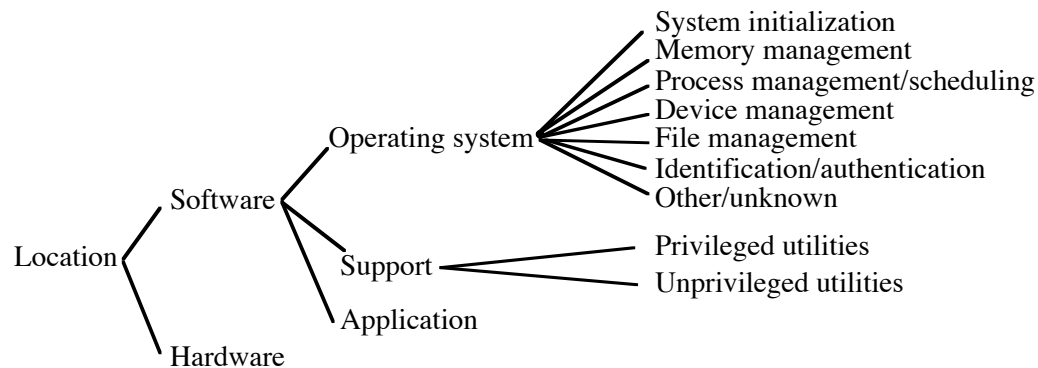 System initialization
Memory management
Process management/scheduling
Device management
Operating system
File management
Identification/authentication
Other/unknown
Software
Privileged utilities
Location
Support
Unprivileged utilities
Application
Hardware